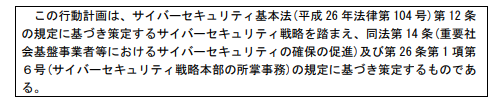 この行動計画は、サイバーセキュリティ基本法(平成 26 年法律第 104 号)第 12 条
の規定に基づき策定するサイバーセキュリティ戦略を踏まえ、同法第 14 条(重要社
会基盤事業者等におけるサイバーセキュリティの確保の促進)及び第 26 条第１項第
６号(サイバーセキュリティ戦略本部の所掌事務)の規定に基づき策定するものであ
る。